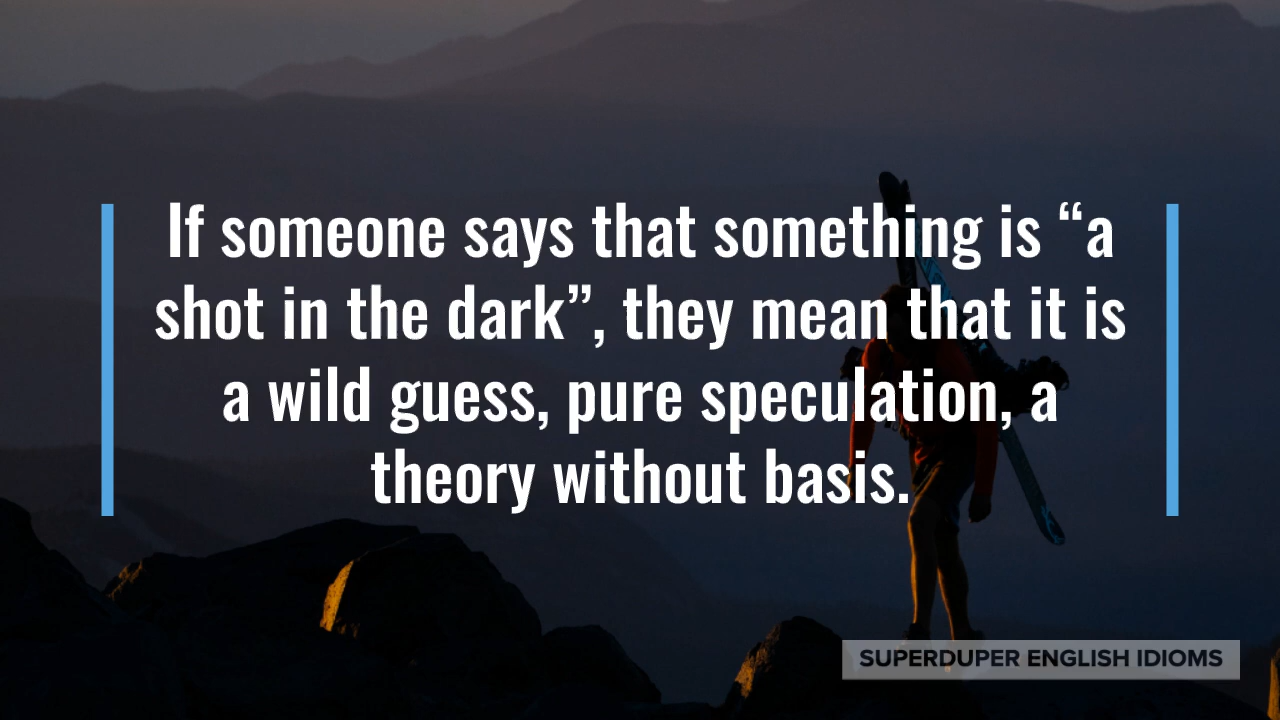 If someone says that something is “a
shot in the dark”, they mean that it is
a wild guess, pure speculation, a
theory without basis.
SUPERDUPER ENGLISH IDIOMS